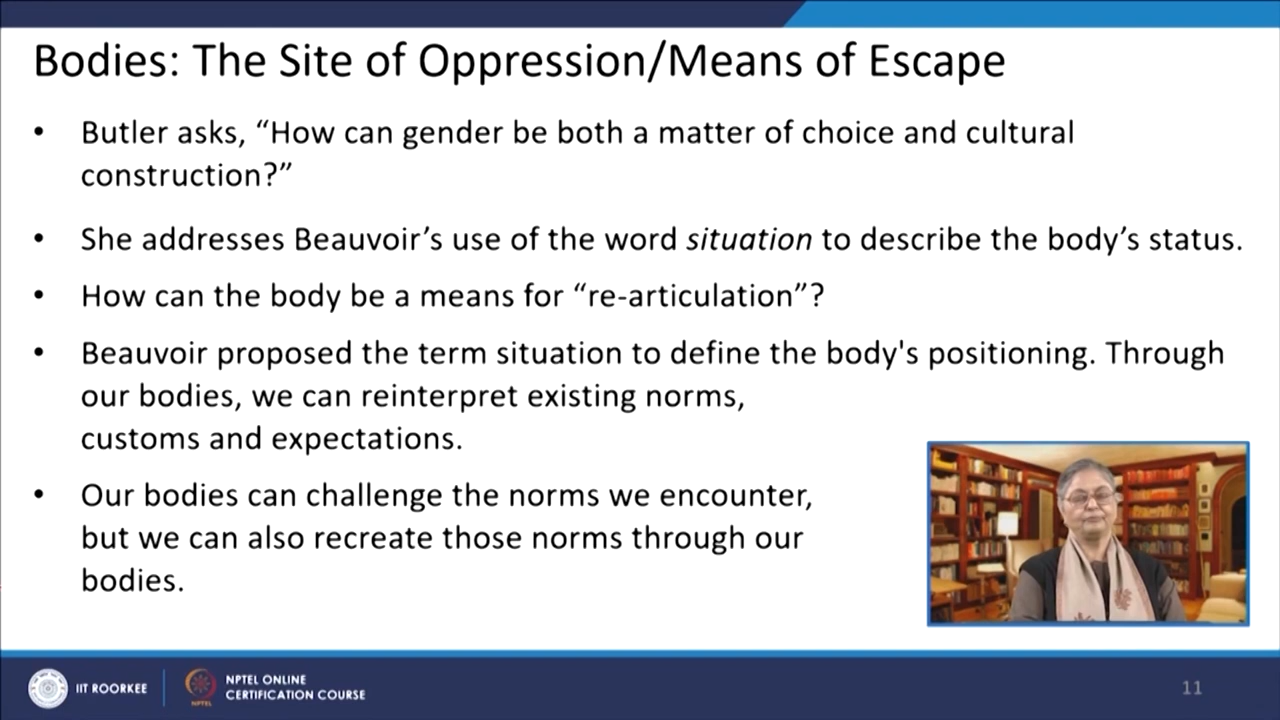 Bodies: The Site of Oppression/Means of Escape
• Butler asks, “How can gender be both a matter of choice and cultural
construction?”
• She addresses Beauvoir’s use of the word situation to describe the body’s status.
• How can the body be a means for “re-articulation”?
• Beauvoir proposed the term situation to define the body's positioning. Through
our bodies, we can reinterpret existing norms,
customs and expectations.
• Our bodies can challenge the norms we encounter,
but we can also recreate those norms through our
bodies.
IIT ROORKEE
NPTEL
NPTEL ONLINE
CERTIFICATION COURSE
11